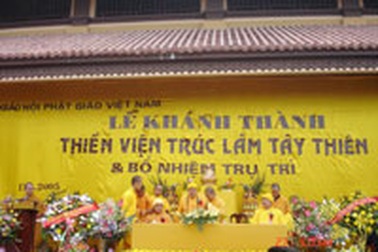 GIÁO HỘI PHẬT GIÁO VIỆT NAM
LỄ KHÁNH THÀNH
THIỀN VIỆN TRÚC LÂM TÂY THIÊN
& BỔ NHIỆM TRỤ TRÌ
2005